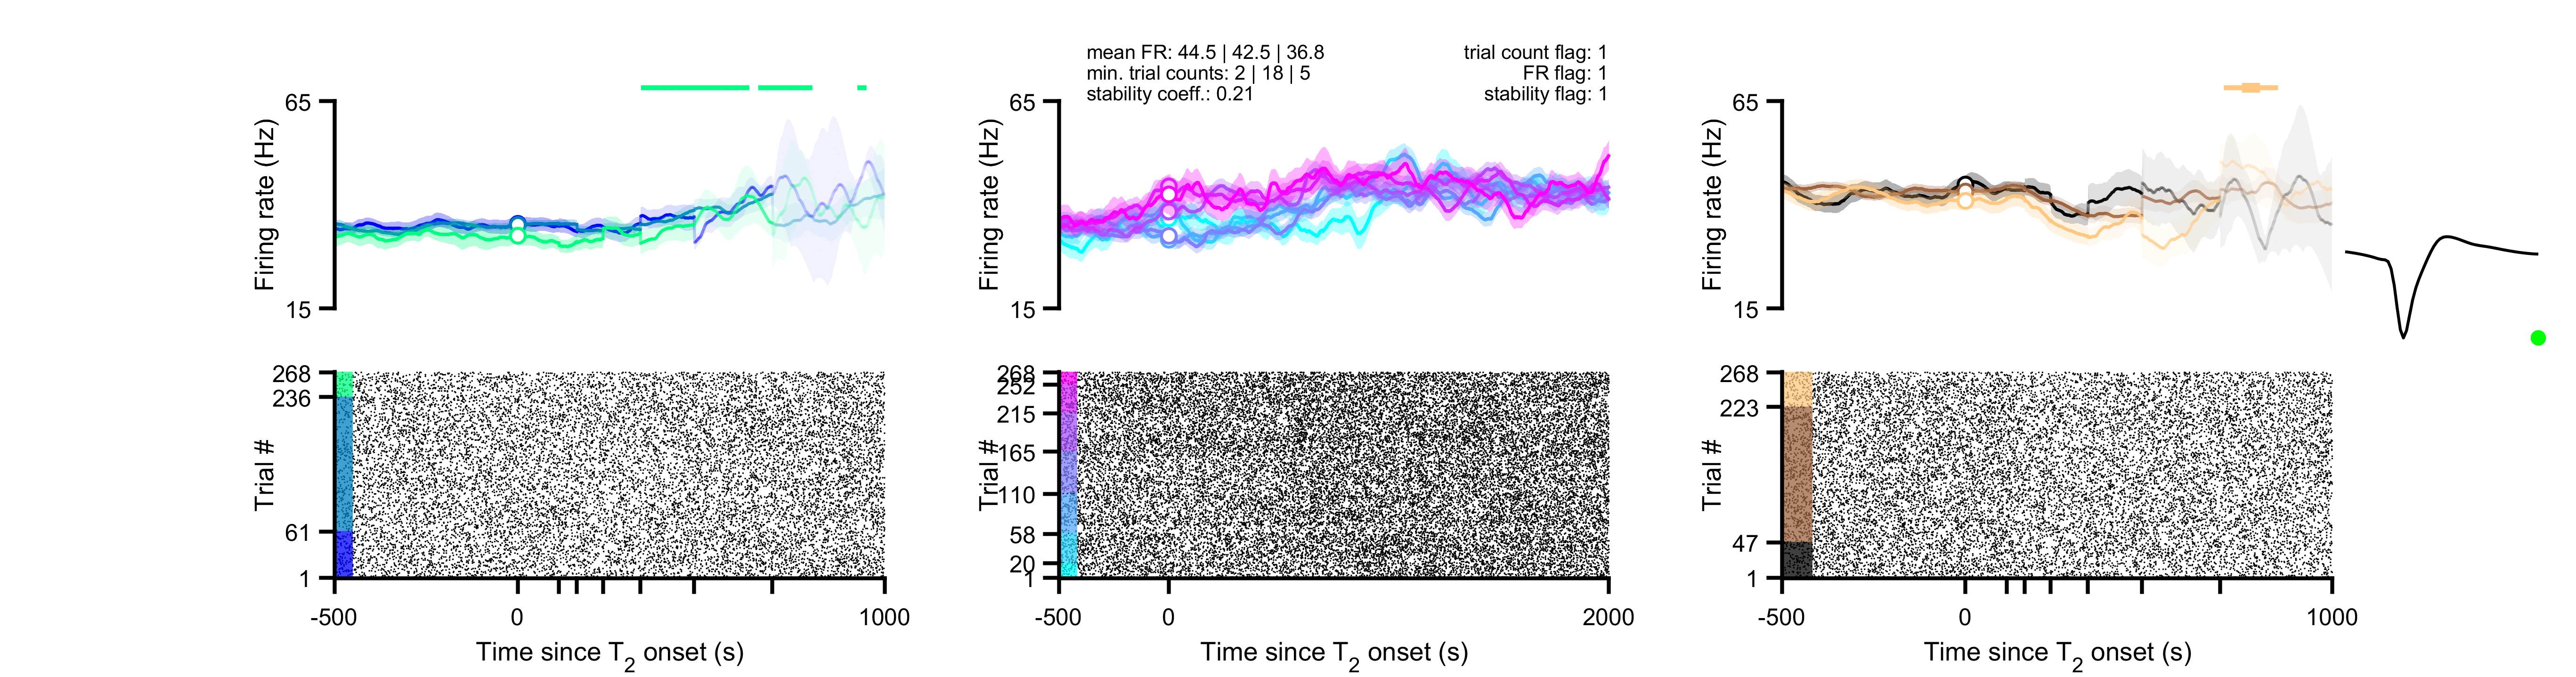 mean FR: 44.5 | 42.5 | 36.8
min. trial counts: 2 | 18 | 5
stability coeff.: 0.21
trial count flag: 1
FR flag: 1
stability flag: 1
65
15
Firing rate (Hz)
65
15
Firing rate (Hz)
65
15
Firing rate (Hz)
268
236
61
1
Trial #
-500
0
1000
Time since T2 onset (s)
268
252
215
165
110
58
20
1
Trial #
-500
0
2000
Time since T2 onset (s)
268
223
47
1
Trial #
-500
0
1000
Time since T2 onset (s)